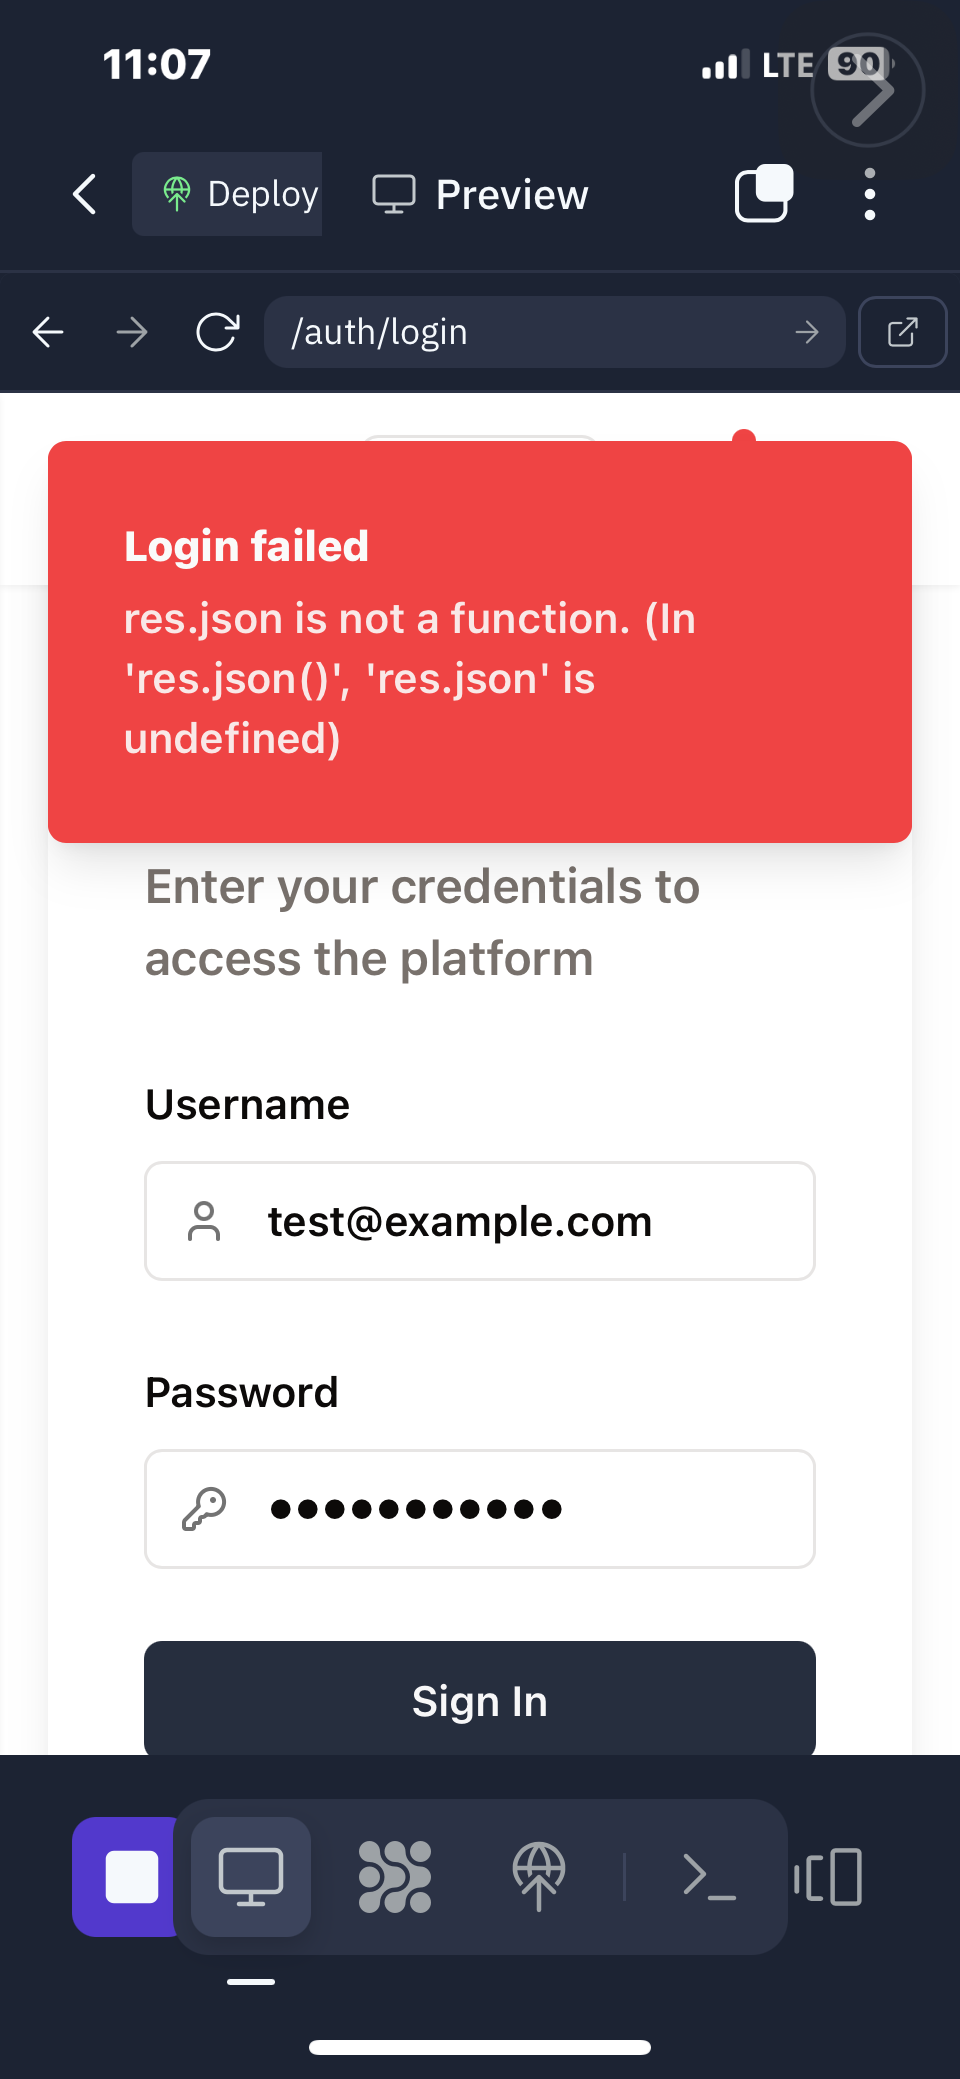 11:07
LTE 90
Deploy
Preview
/auth/login
Login failed
res.json is not a function. (In
'res.json()', 'res.json' is
undefined)
Enter your credentials to
access the platform
Username
test@example.com
Password
Sign In